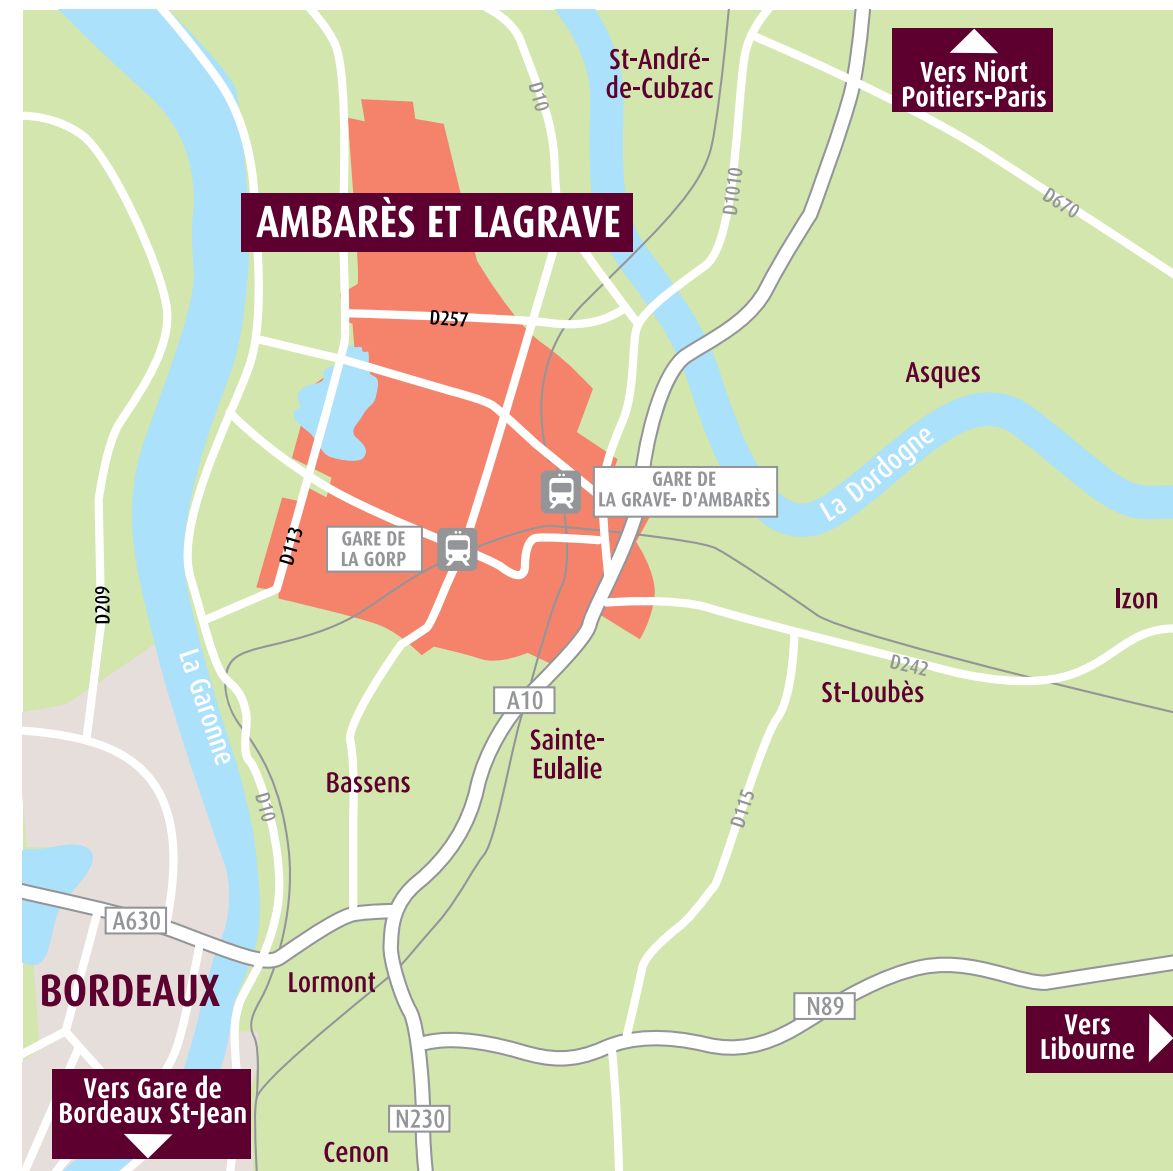 St-André-
de-Cubzac
Vers Niort
Poitiers-Paris
D10
D1010
D670
AMBARÈS ET LAGRAVE
D257
Asques
La Dordogne
GARE DE
LA GRAVE- D'AMBARÈS
GARE DE
LA GORP
D113
D209
Izon
La Garonne
D242
St-Loubès
A10
Sainte-
Eulalie
Bassens
D10
D115
A630
BORDEAUX
Lormont
N89
Vers
Libourne
Vers Gare de
Bordeaux St-Jean
N230
Cenon